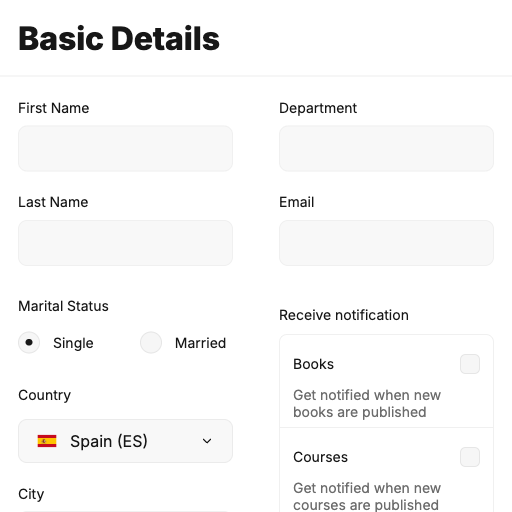 Basic Details
First Name
Last Name
Marital Status
Single
Married
Country
Spain (ES)
City
Department
Email
Receive notification
Books
Get notified when new
books are published
Courses
Get notified when new
courses are published